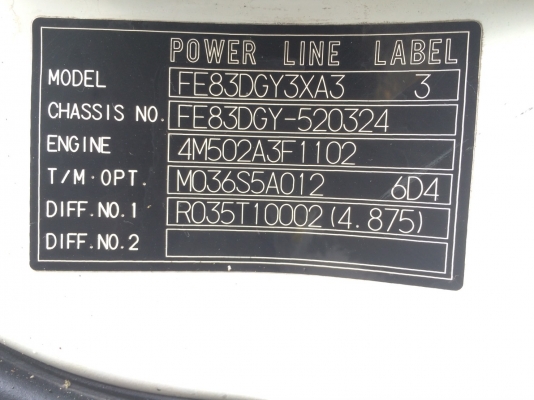 POWER LINE LABEL
MODEL FE83DGY3XA3 3
CHASSIS NO. FE83DGY-520324
ENGINE 4M502A3F1102
T/M·OPT. M036S5A012 6D4
DIFF.NO.1 R035T10002(4.875)
DIFF.NO.2